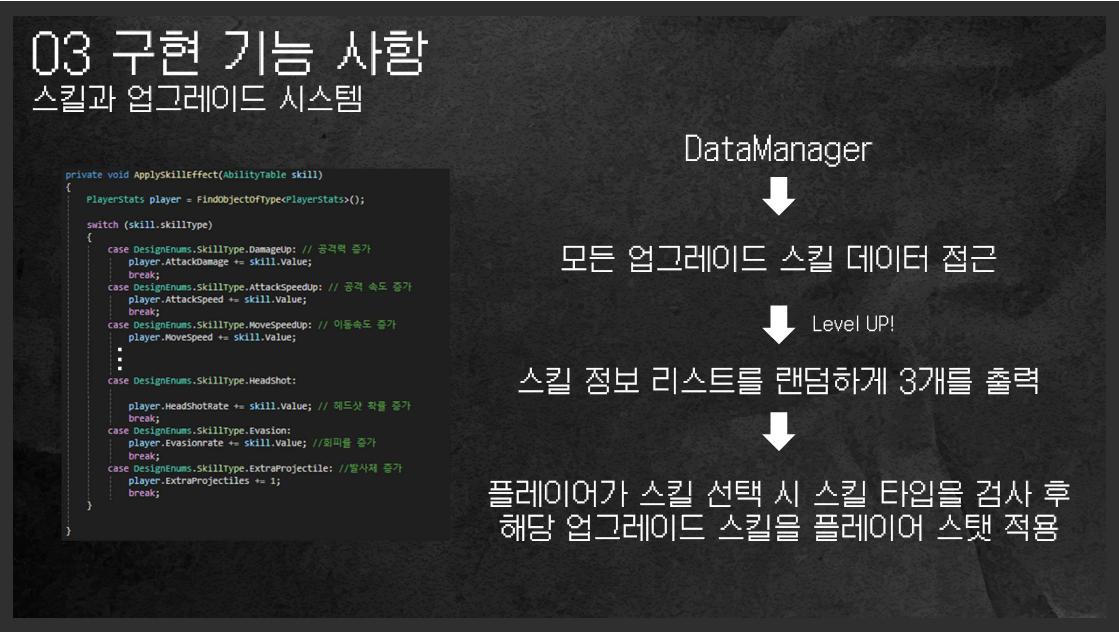 03 구현 기능 사항
스킬과 업그레이드 시스템
private void ApplySkillEffect(AbilityTable skill)
{
PlayerStats player = FindObjectOfType<PlayerStats>();
switch (skill.skillType)
{
case DesignEnums.SkillType.DamageUp: // 공격력 증가
player.AttackDamage += skill.Value;
break;
case DesignEnums.SkillType.AttackSpeedUp: // 공격 속도 증가
player.AttackSpeed += skill.Value;
break;
case DesignEnums.SkillType.MoveSpeedUp: // 이동속도 증가
player.MoveSpeed += skill.Value;
case DesignEnums.SkillType.HeadShot:
player.HeadShotRate += skill.Value; // 헤드샷 확률 증가
break;
case DesignEnums.SkillType.Evasion:
player.Evasionrate += skill.Value; //회피율 증가
break;
case DesignEnums.SkillType.ExtraProjectile: //발사체 증가
player.ExtraProjectiles += 1;
break;
}
}
DataManager
모든 업그레이드 스킬 데이터 접근
Level UP!
스킬 정보 리스트를 랜덤하게 3개를 출력
플레이어가 스킬 선택 시 스킬 타입을 검사 후
해당 업그레이드 스킬을 플레이어 스탯 적용